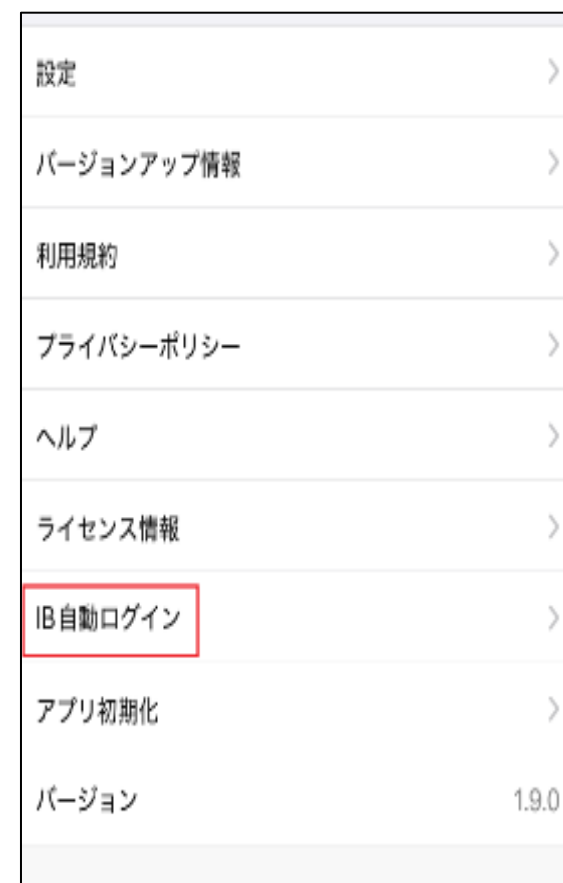 設定
バージョンアップ情報
利用規約
プライバシーポリシー
ヘルプ
ライセンス情報
IB自動ログイン
アプリ初期化
バージョン 1.9.0